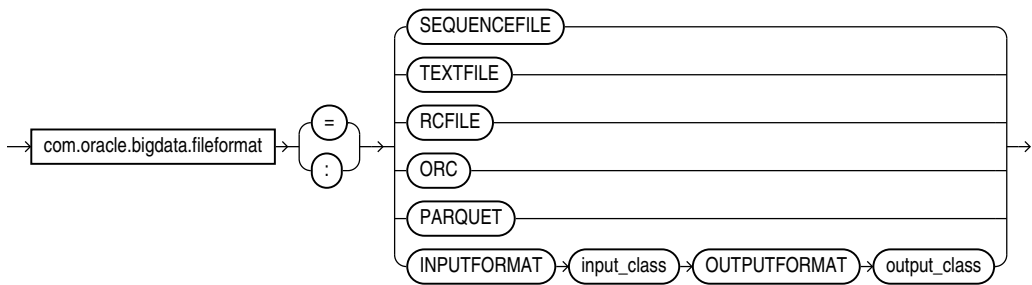 SEQUENCEFILE
TEXTFILE
RCFILE
com.oracle.bigdata.fileformat = :
ORC
PARQUET
INPUTFORMAT input_class OUTPUTFORMAT output_class